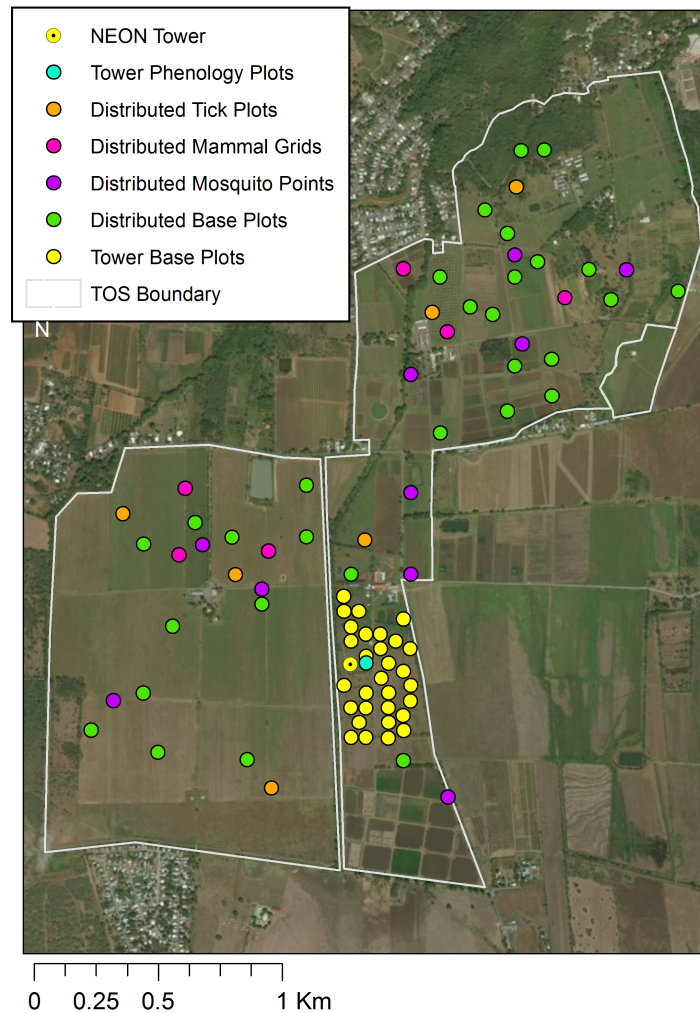 NEON Tower
Tower Phenology Plots
Distributed Tick Plots
Distributed Mammal Grids
Distributed Mosquito Points
Distributed Base Plots
Tower Base Plots
TOS Boundary
N
0 0.25 0.5 1 Km